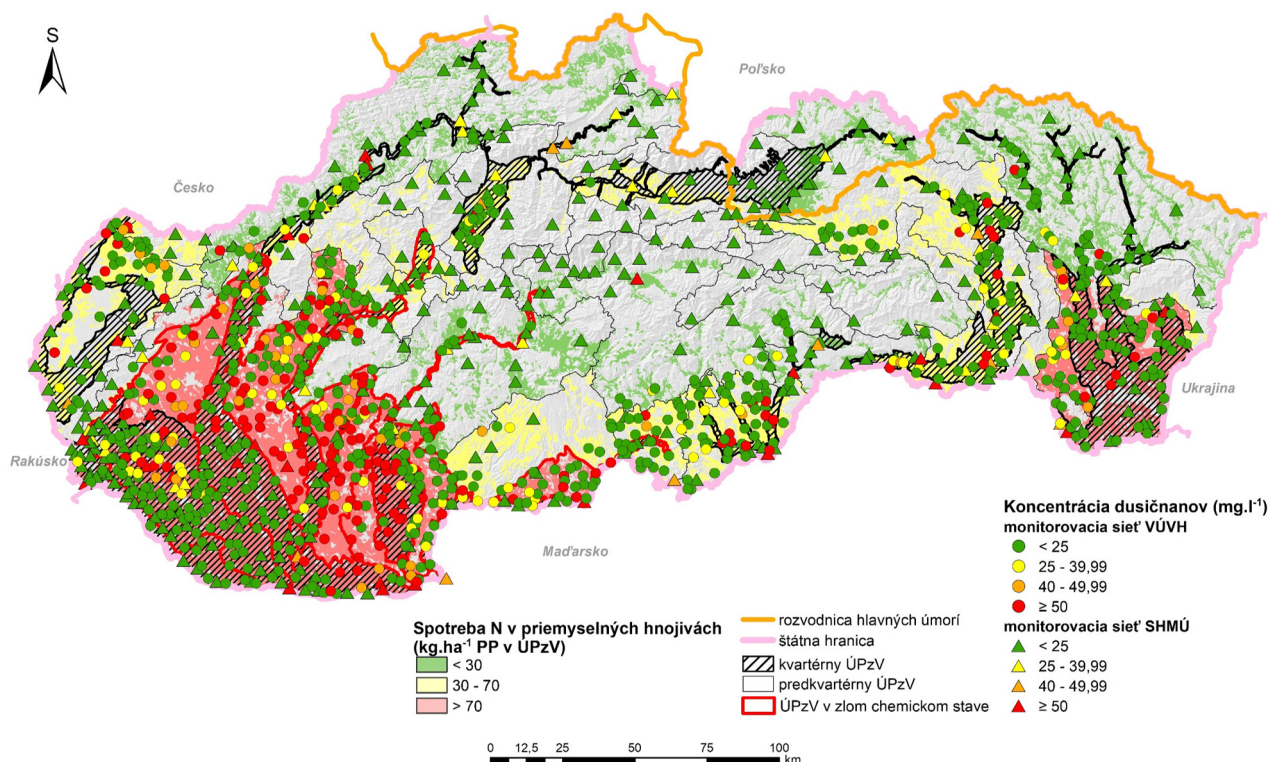 S
Poľsko
Česko
Ukrajina
Rakúsko
Maďarsko
Koncentrácia dusičnanov (mg.l⁻¹)
monitorovacia sieť VÚVH
< 25
25 - 39,99
40 - 49,99
≥ 50
monitorovacia sieť SHMÚ
< 25
25 - 39,99
40 - 49,99
≥ 50
Spotreba N v priemyselných hnojivách
(kg.ha⁻¹ PP v ÚPzV)
< 30
30 - 70
> 70
rozvodnica hlavných úmorí
štátna hranica
kvartérny ÚPzV
predkvartérny ÚPzV
ÚPzV v zlom chemickom stave
0 12,5 25 50 75 100
km